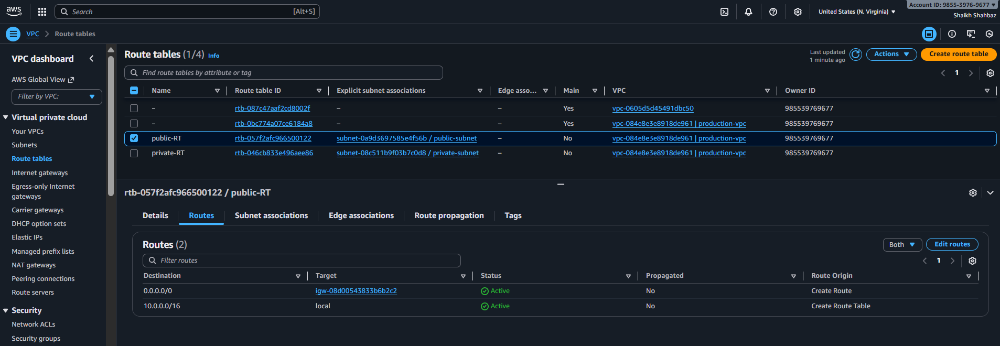 aws
Search [Alt+S]
United States (N. Virginia)
Account ID: 9855-3976-9677
Shaikh Shahbaz
VPC Route tables
VPC dashboard
AWS Global View
Filter by VPC:
Virtual private cloud
Your VPCs
Subnets
Route tables
Internet gateways
Egress-only Internet
gateways
Carrier gateways
DHCP option sets
Elastic IPs
Managed prefix lists
NAT gateways
Peering connections
Route servers
Security
Network ACLs
Security groups
Route tables (1/4) Info
Last updated
1 minute ago
Actions
Create route table
Find route tables by attribute or tag
1
Name Route table ID Explicit subnet associations Edge asso... Main VPC Owner ID
– rtb-087c47aaf2cd8002f – – Yes vpc-0605d5d45491dbc50 985539769677
– rtb-0bc774a07ce6184a8 – – Yes vpc-084e8e3e8918de961 | production-vpc 985539769677
public-RT rtb-057f2afc966500122 subnet-0a9d3697585e4f56b / public-subnet – No vpc-084e8e3e8918de961 | production-vpc 985539769677
private-RT rtb-046cb833e496aee86 subnet-08c511b9f03b7c0d8 / private-subnet – No vpc-084e8e3e8918de961 | production-vpc 985539769677
rtb-057f2afc966500122 / public-RT
Details Routes Subnet associations Edge associations Route propagation Tags
Routes (2)
Both
Edit routes
Filter routes
1
Destination Target Status Propagated Route Origin
0.0.0.0/0 igw-08d00543833b6b2c2 Active No Create Route
10.0.0.0/16 local Active No Create Route Table